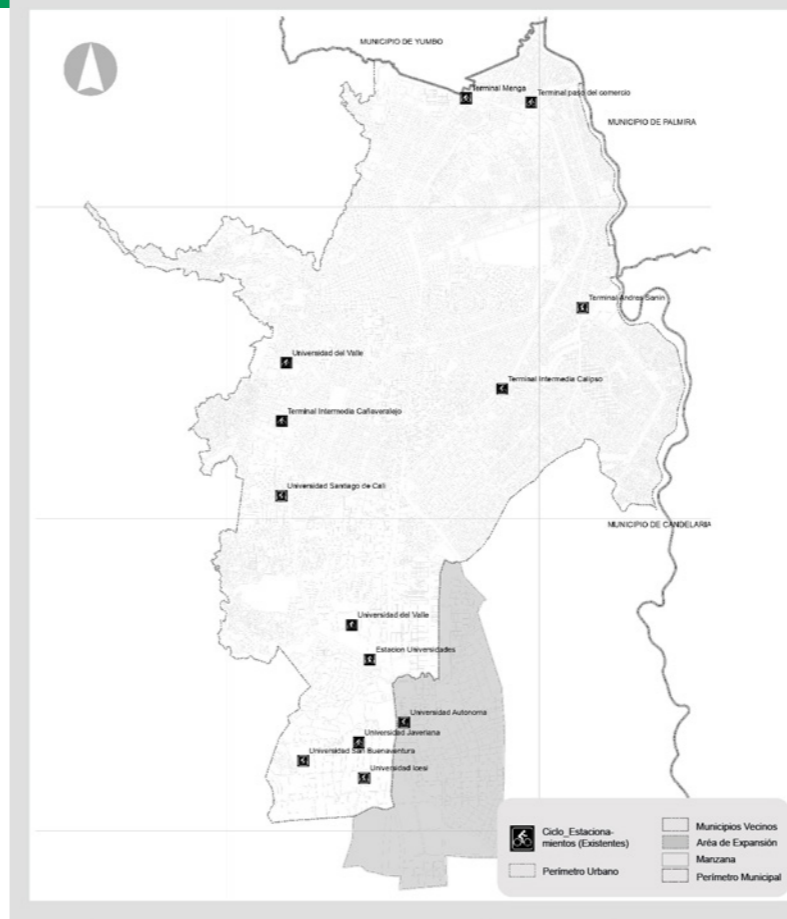 MUNICIPIO DE YUMBO
Terminal Menga
Terminal paso del comercio
MUNICIPIO DE PALMIRA
Terminal Andres Sanin
Universidad del Valle
Terminal Intermedia Calipso
Terminal Intermedia Cañaveralejo
Universidad Santiago de Cali
MUNICIPIO DE CANDELARIA
Universidad del Valle
Estacion Universidades
Universidad Autonoma
Universidad Javeriana
Universidad San Buenaventura
Universidad Icesi
Ciclo_Estaciona-
mientos (Existentes)
Perímetro Urbano
Municipios Vecinos
Aréa de Expansión
Manzana
Perímetro Municipal